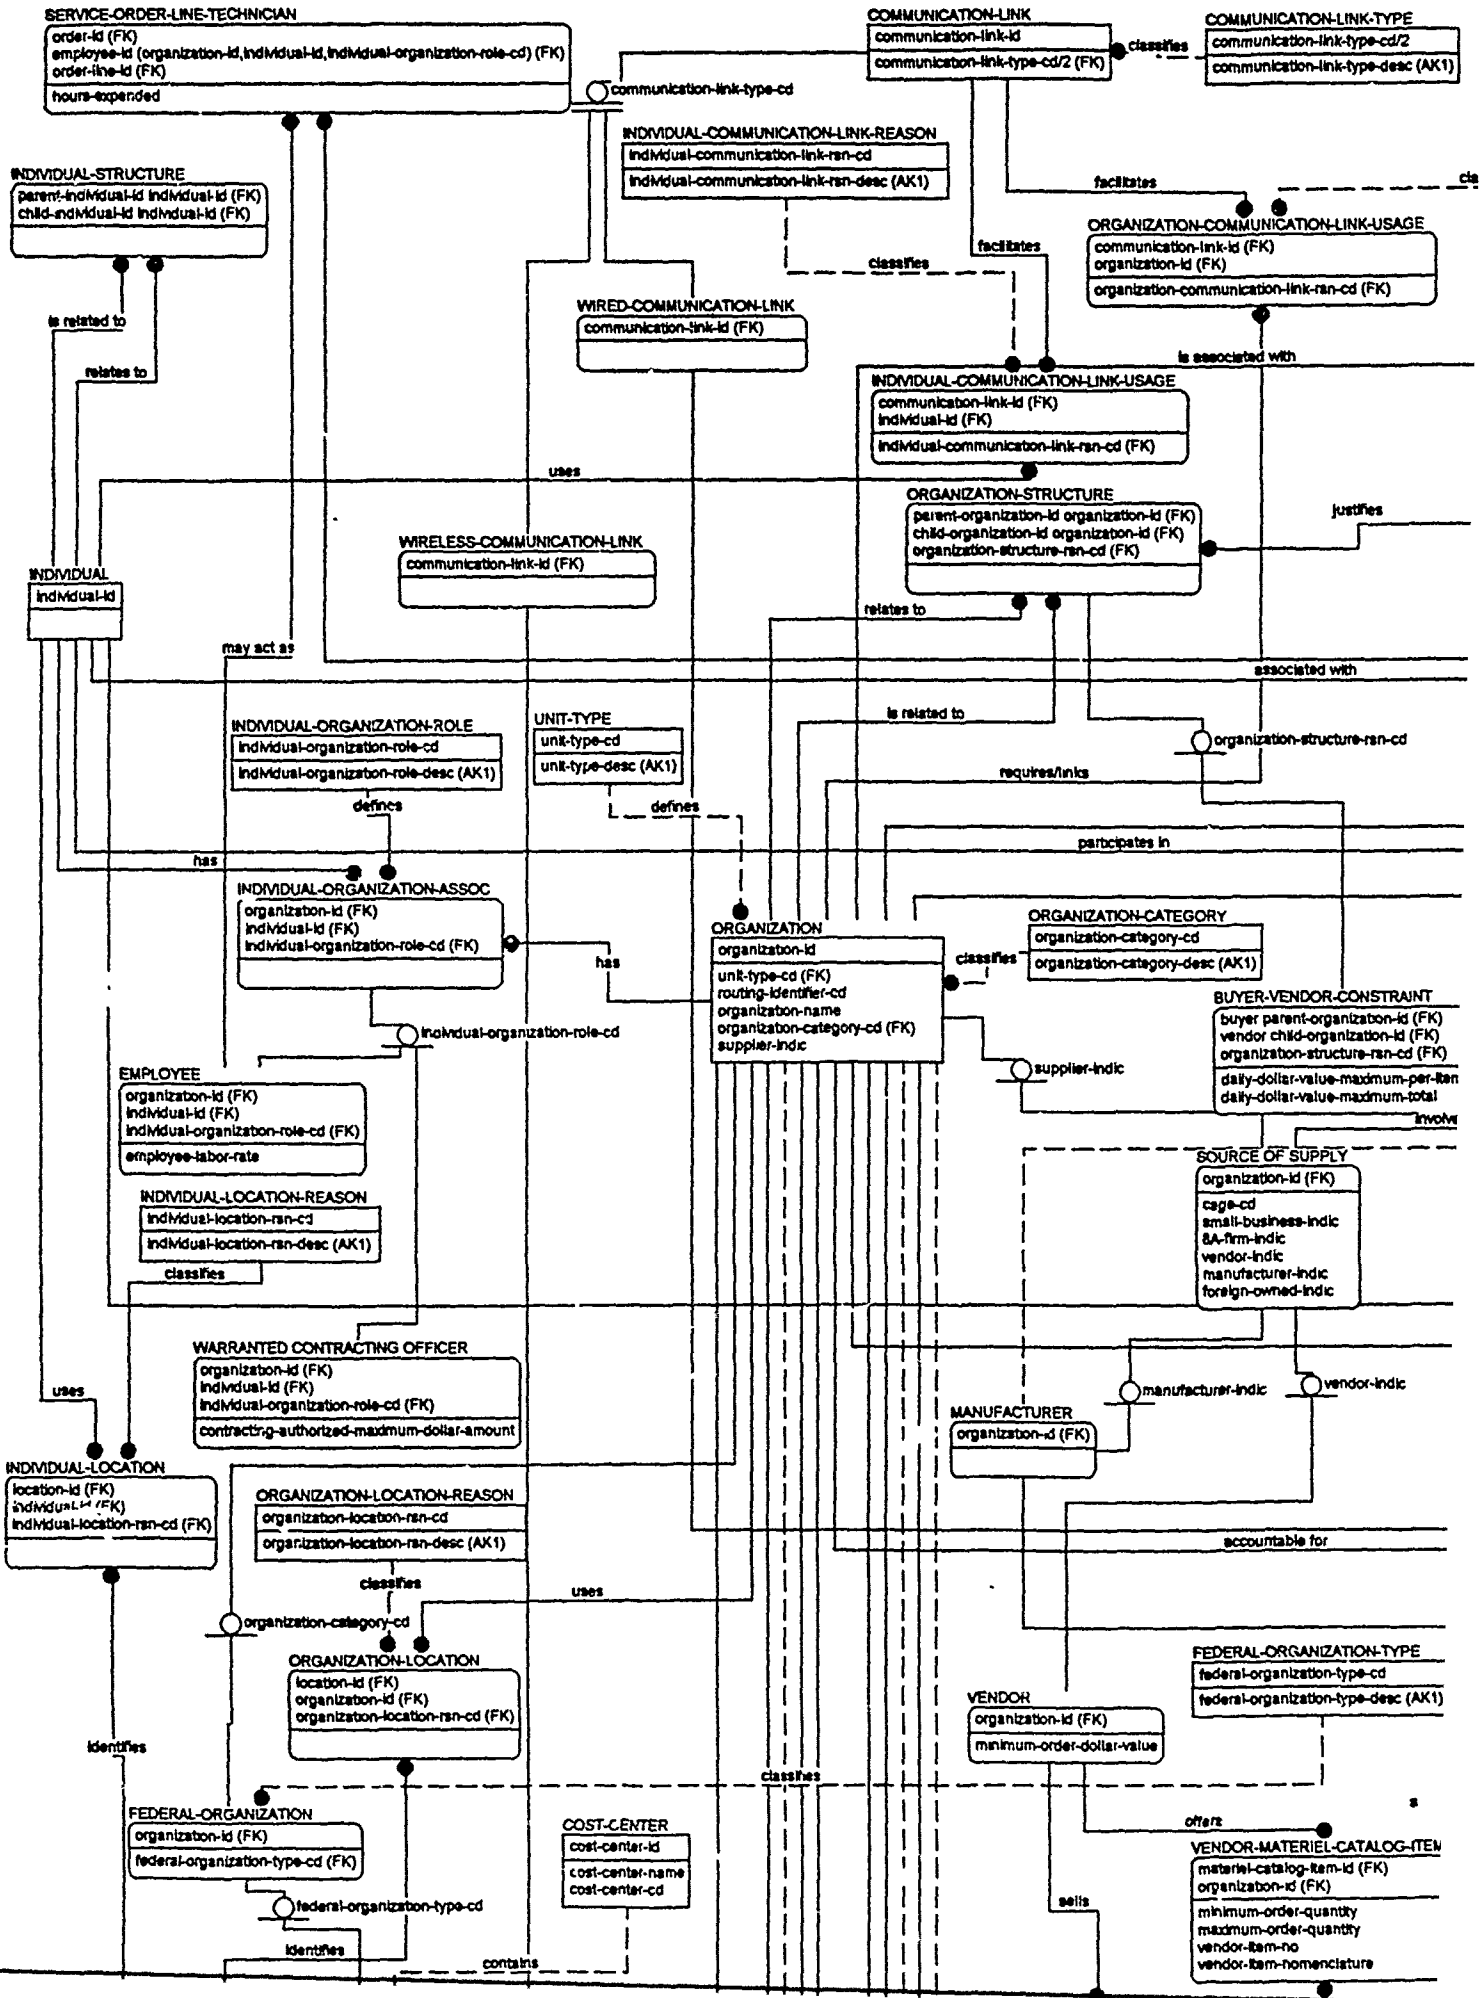 SERVICE-ORDER-LINE-TECHNICIAN
order-id (FK)
employee-id (organization-id,individual-id,individual-organization-role-cd) (FK)
order-line-id (FK)
hours-expended
COMMUNICATION-LINK
communication-link-id
communication-link-type-cd/2 (FK)
classifies
COMMUNICATION-LINK-TYPE
communication-link-type-cd/2
communication-link-type-desc (AK1)
communication-link-type-cd
INDIVIDUAL-COMMUNICATION-LINK-REASON
individual-communication-link-rsn-cd
individual-communication-link-rsn-desc (AK1)
INDIVIDUAL-STRUCTURE
parent-individual-id individual-id (FK)
child-individual-id individual-id (FK)
facilitates
cla
ORGANIZATION-COMMUNICATION-LINK-USAGE
communication-link-id (FK)
organization-id (FK)
organization-communication-link-rsn-cd (FK)
facilitates
classifies
WIRED-COMMUNICATION-LINK
communication-link-id (FK)
is related to
relates to
is associated with
INDIVIDUAL-COMMUNICATION-LINK-USAGE
communication-link-id (FK)
individual-id (FK)
individual-communication-link-rsn-cd (FK)
uses
ORGANIZATION-STRUCTURE
parent-organization-id organization-id (FK)
child-organization-id organization-id (FK)
organization-structure-rsn-cd (FK)
justifies
WIRELESS-COMMUNICATION-LINK
communication-link-id (FK)
INDIVIDUAL
individual-id
relates to
may act as
associated with
is related to
INDIVIDUAL-ORGANIZATION-ROLE
individual-organization-role-cd
individual-organization-role-desc (AK1)
UNIT-TYPE
unit-type-cd
unit-type-desc (AK1)
organization-structure-rsn-cd
requires/links
defines
defines
participates in
has
INDIVIDUAL-ORGANIZATION-ASSOC
organization-id (FK)
individual-id (FK)
individual-organization-role-cd (FK)
has
ORGANIZATION
organization-id
unit-type-cd (FK)
routing-identifier-cd
organization-name
organization-category-cd (FK)
supplier-indic
classifies
ORGANIZATION-CATEGORY
organization-category-cd
organization-category-desc (AK1)
BUYER-VENDOR-CONSTRAINT
buyer parent-organization-id (FK)
vendor child-organization-id (FK)
organization-structure-rsn-cd (FK)
daily-dollar-value-maximum-per-item
daily-dollar-value-maximum-total
individual-organization-role-cd
supplier-indic
involve
EMPLOYEE
organization-id (FK)
individual-id (FK)
individual-organization-role-cd (FK)
employee-labor-rate
SOURCE OF SUPPLY
organization-id (FK)
cage-cd
small-business-indic
8A-firm-indic
vendor-indic
manufacturer-indic
foreign-owned-indic
INDIVIDUAL-LOCATION-REASON
individual-location-rsn-cd
individual-location-rsn-desc (AK1)
classifies
WARRANTED CONTRACTING OFFICER
organization-id (FK)
individual-id (FK)
individual-organization-role-cd (FK)
contracting-authorized-maximum-dollar-amount
uses
manufacturer-indic
vendor-indic
MANUFACTURER
organization-id (FK)
INDIVIDUAL-LOCATION
location-id (FK)
individual-id (FK)
individual-location-rsn-cd (FK)
ORGANIZATION-LOCATION-REASON
organization-location-rsn-cd
organization-location-rsn-desc (AK1)
accountable for
classifies
uses
organization-category-cd
ORGANIZATION-LOCATION
location-id (FK)
organization-id (FK)
organization-location-rsn-cd (FK)
FEDERAL-ORGANIZATION-TYPE
federal-organization-type-cd
federal-organization-type-desc (AK1)
VENDOR
organization-id (FK)
minimum-order-dollar-value
identifies
classifies
FEDERAL-ORGANIZATION
organization-id (FK)
federal-organization-type-cd (FK)
COST-CENTER
cost-center-id
cost-center-name
cost-center-cd
offers
VENDOR-MATERIEL-CATALOG-ITEM
materiel-catalog-item-id (FK)
organization-id (FK)
minimum-order-quantity
maximum-order-quantity
vendor-item-no
vendor-item-nomenclature
federal-organization-type-cd
sells
identifies
contains